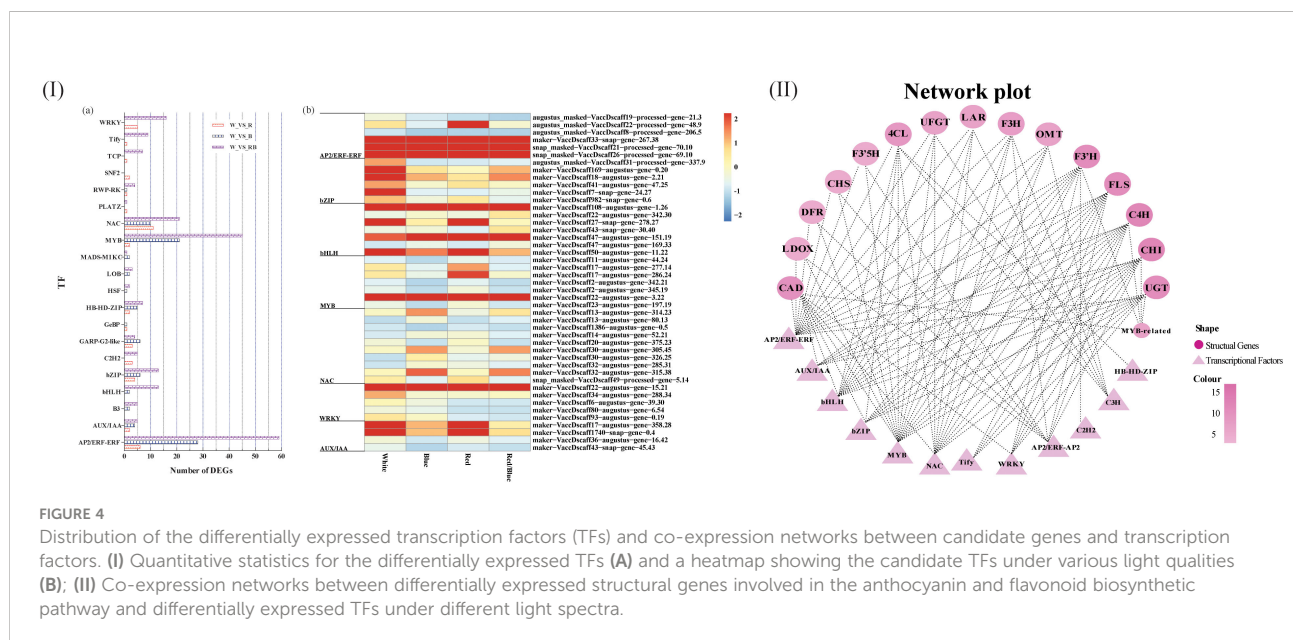 (I)
(a)
W_VS_R
W_VS_B
W_VS_RB
TF
WRKY
Tify
TCP
SNF2
RWP-RK
PLATZ
NAC
MYB
MADS-M1KC
LOB
HSF
HB-HD-ZIP
GeBP
GARP-G2-like
C2H2
bZIP
bHLH
B3
AUX/IAA
AP2/ERF-ERF
0 10 20 30 40 50 60
Number of DEGs
(b)
AP2/ERF-ERF
bZIP
bHLH
MYB
NAC
WRKY
AUX/IAA
augustus_masked-VaccDscaff19-processed-gene-21.3
augustus_masked-VaccDscaff22-processed-gene-48.9
augustus_masked-VaccDscaff8-processed-gene-206.5
maker-VaccDscaff33-snap-gene-267.38
snap_masked-VaccDscaff21-processed-gene-70.10
snap_masked-VaccDscaff26-processed-gene-69.10
augustus_masked-VaccDscaff31-processed-gene-337.9
maker-VaccDscaff169-augustus-gene-0.20
maker-VaccDscaff18-augustus-gene-2.21
maker-VaccDscaff41-augustus-gene-47.25
maker-VaccDscaff7-snap-gene-24.27
maker-VaccDscaff982-snap-gene-0.6
maker-VaccDscaff108-augustus-gene-1.26
maker-VaccDscaff22-augustus-gene-342.30
maker-VaccDscaff27-snap-gene-278.27
maker-VaccDscaff43-snap-gene-30.40
maker-VaccDscaff47-augustus-gene-151.19
maker-VaccDscaff47-augustus-gene-169.33
maker-VaccDscaff50-augustus-gene-11.22
maker-VaccDscaff11-augustus-gene-44.24
maker-VaccDscaff17-augustus-gene-277.14
maker-VaccDscaff17-augustus-gene-286.24
maker-VaccDscaff2-augustus-gene-342.21
maker-VaccDscaff2-augustus-gene-345.19
maker-VaccDscaff22-augustus-gene-3.22
maker-VaccDscaff23-augustus-gene-197.19
maker-VaccDscaff13-augustus-gene-314.23
maker-VaccDscaff13-augustus-gene-80.13
maker-VaccDscaff1386-augustus-gene-0.5
maker-VaccDscaff14-augustus-gene-52.21
maker-VaccDscaff20-augustus-gene-375.23
maker-VaccDscaff30-augustus-gene-305.45
maker-VaccDscaff30-augustus-gene-326.25
maker-VaccDscaff32-augustus-gene-285.31
maker-VaccDscaff32-augustus-gene-315.38
snap_masked-VaccDscaff49-processed-gene-5.14
maker-VaccDscaff22-augustus-gene-15.21
maker-VaccDscaff34-augustus-gene-288.34
maker-VaccDscaff6-augustus-gene-39.30
maker-VaccDscaff80-augustus-gene-6.54
maker-VaccDscaff93-augustus-gene-0.19
maker-VaccDscaff17-augustus-gene-358.28
maker-VaccDscaff1740-snap-gene-0.4
maker-VaccDscaff36-augustus-gene-16.42
maker-VaccDscaff43-snap-gene-45.43
White
Blue
Red
Red/Blue
2
1
0
-1
-2
(II)
Network plot
LAR
F3H
OMT
F3'H
FLS
C4H
CHI
UGT
MYB-related
HB-HD-ZIP
C3H
C2H2
AP2/ERF-AP2
WRKY
Tify
NAC
MYB
bZIP
bHLH
AUX/IAA
AP2/ERF-ERF
CAD
LDOX
DFR
CHS
F3'5H
4CL
UFGT
Shape
Structual Genes
Transcriptional Factors
Colour
15
10
5
FIGURE 4
Distribution of the differentially expressed transcription factors (TFs) and co-expression networks between candidate genes and transcription
factors. (I) Quantitative statistics for the differentially expressed TFs (A) and a heatmap showing the candidate TFs under various light qualities
(B); (II) Co-expression networks between differentially expressed structural genes involved in the anthocyanin and flavonoid biosynthetic
pathway and differentially expressed TFs under different light spectra.